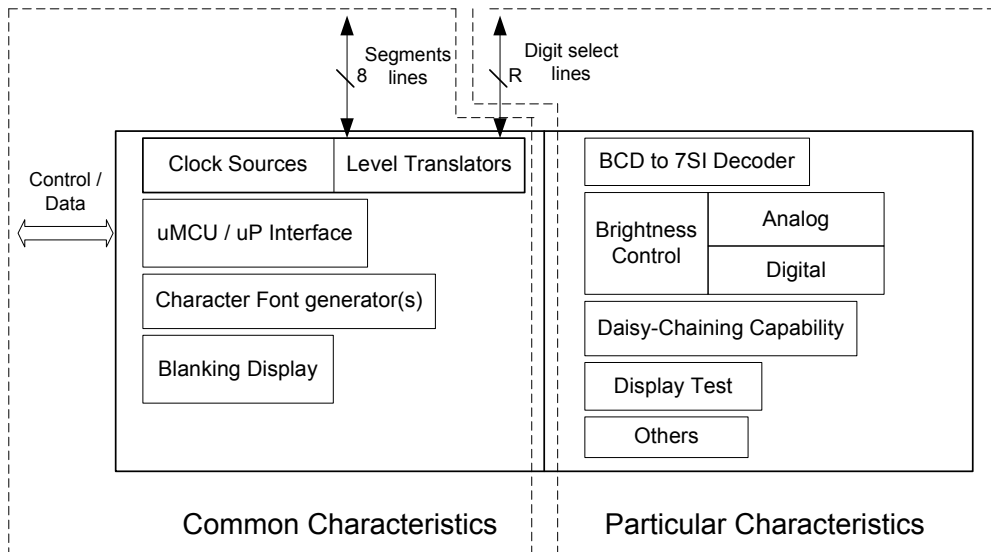 Segments
lines
8
Digit select
lines
R
Control /
Data
Clock Sources
Level Translators
uMCU / uP Interface
Character Font generator(s)
Blanking Display
BCD to 7SI Decoder
Brightness
Control
Analog
Digital
Daisy-Chaining Capability
Display Test
Others
Common Characteristics
Particular Characteristics